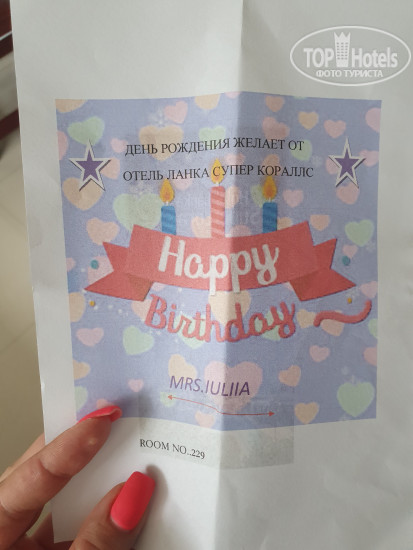 TOP Hotels
ФОТО ТУРИСТА
ДЕНЬ РОЖДЕНИЯ ЖЕЛАЕТ ОТ
ОТЕЛЬ ЛАНКА СУПЕР КОРАЛЛС
Happy
Birthday
MRS.IULIIA
ROOM NO..229